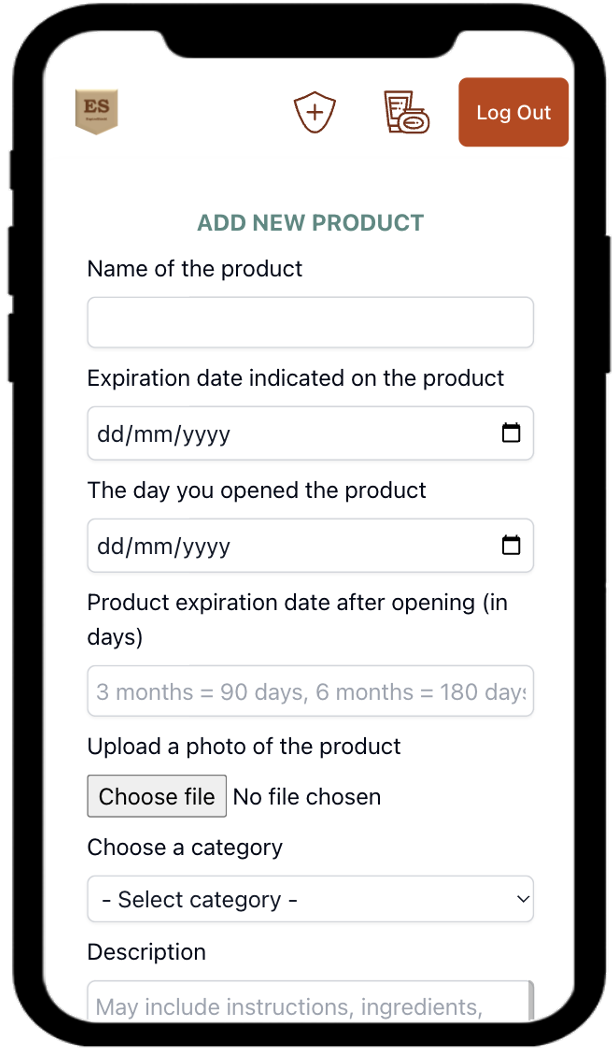 ES
Log Out
ADD NEW PRODUCT
Name of the product
Expiration date indicated on the product
dd/mm/yyyy
The day you opened the product
dd/mm/yyyy
Product expiration date after opening (in
days)
3 months = 90 days, 6 months = 180 days
Upload a photo of the product
Choose file No file chosen
Choose a category
- Select category -
Description
May include instructions, ingredients,